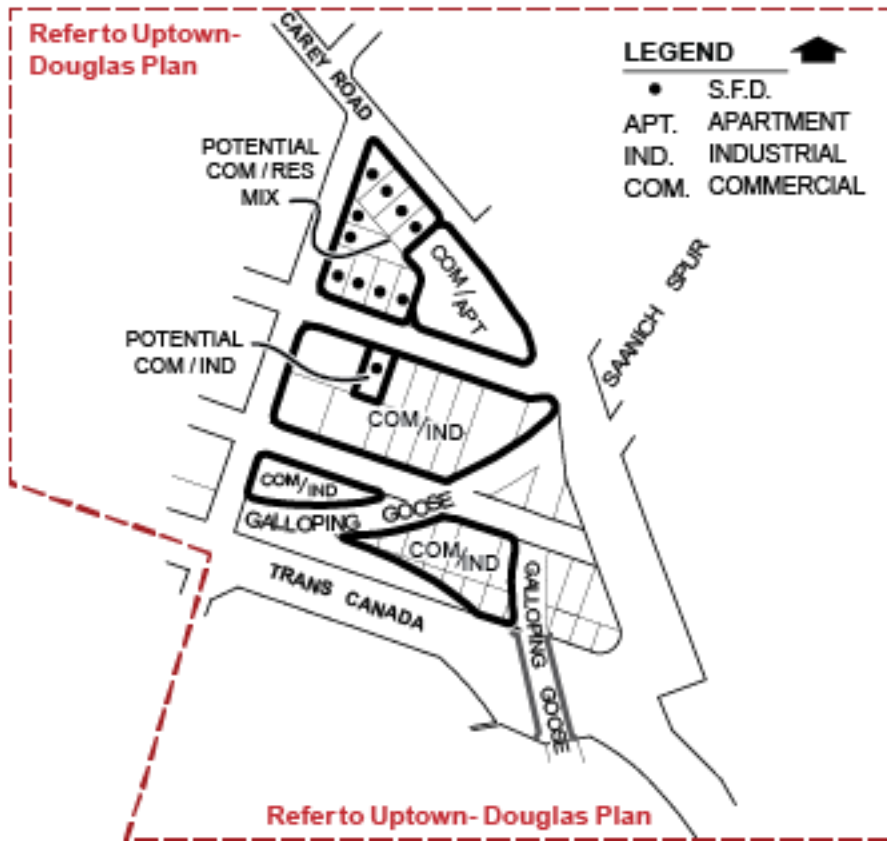 Refer to Uptown-
Douglas Plan
CAREY ROAD
LEGEND
• S.F.D.
APT. APARTMENT
IND. INDUSTRIAL
COM. COMMERCIAL
POTENTIAL
COM / RES
MIX
COM / APT
SAANICH SPUR
POTENTIAL
COM / IND
COM/IND
COM/IND
GALLOPING GOOSE
COM/IND
TRANS CANADA
GALLOPING GOOSE
Refer to Uptown- Douglas Plan